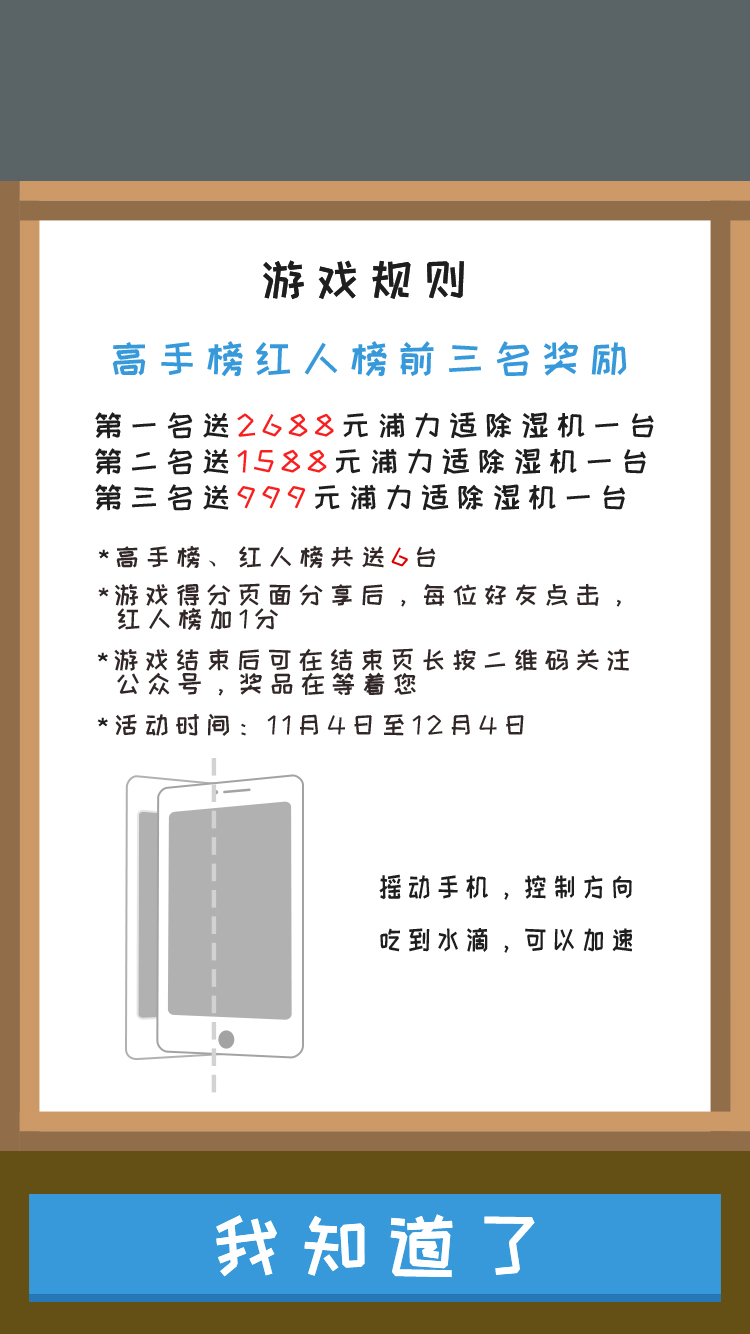 游戏规则
高手榜红人榜前三名奖励
第一名送2688元浦力适除湿机一台
第二名送1588元浦力适除湿机一台
第三名送999元浦力适除湿机一台
*高手榜、红人榜共送6台
*游戏得分页面分享后，每位好友点击，
红人榜加1分
*游戏结束后可在结束页长按二维码关注
公众号，奖品在等着您
*活动时间：11月4日至12月4日
摇动手机，控制方向
吃到水滴，可以加速
我知道了